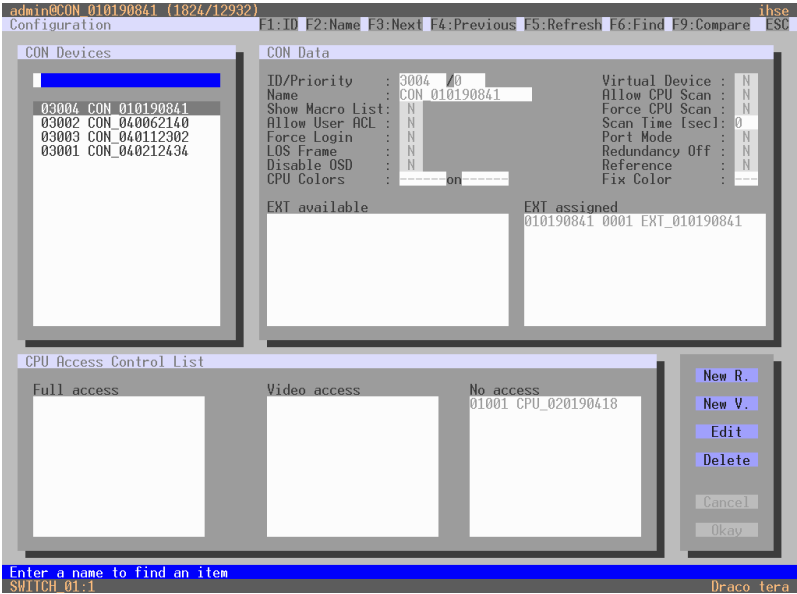 admin@CON_010190841 (1824/12932) ihse
Configuration F1:ID F2:Name F3:Next F4:Previous F5:Refresh F6:Find F9:Compare ESC
CON Devices
03004 CON_010190841
03002 CON_040062140
03003 CON_040112302
03001 CON_040212434
CON Data
ID/Priority : 3004 /0
Name : CON_010190841
Show Macro List: N
Allow User ACL : N
Force Login : N
LOS Frame : N
Disable OSD : N
CPU Colors : ------on------
Virtual Device : N
Allow CPU Scan : N
Force CPU Scan : N
Scan Time [sec]: 0
Port Mode : N
Redundancy Off : N
Reference : N
Fix Color : ---
EXT available
EXT assigned
010190841 0001 EXT_010190841
CPU Access Control List
Full access
Video access
No access
01001 CPU_020190418
New R.
New V.
Edit
Delete
Cancel
Okay
Enter a name to find an item
SWITCH_01:1 Draco tera